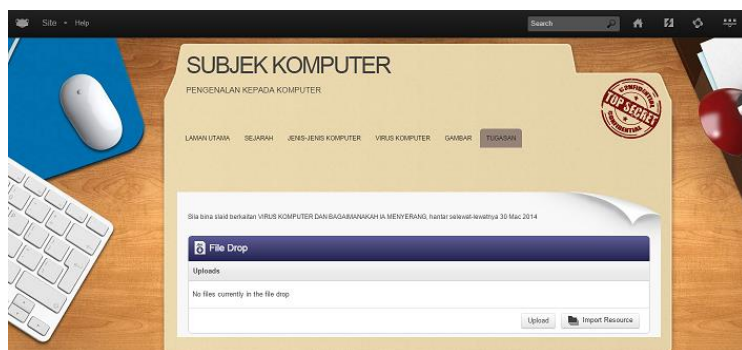 Site Help
Search
SUBJEK KOMPUTER
PENGENALAN KEPADA KOMPUTER
CONFIDENTIAL
TOP SECRET
CONFIDENTIAL
LAMAN UTAMA SEJARAH JENIS-JENIS KOMPUTER VIRUS KOMPUTER GAMBAR TUGASAN
Sila bina slaid berkaitan VIRUS KOMPUTER DAN BAGAIMANAKAH IA MENYERANG, hantar selewat-lewatnya 30 Mac 2014
File Drop
Uploads
No files currently in the file drop
Upload Import Resource